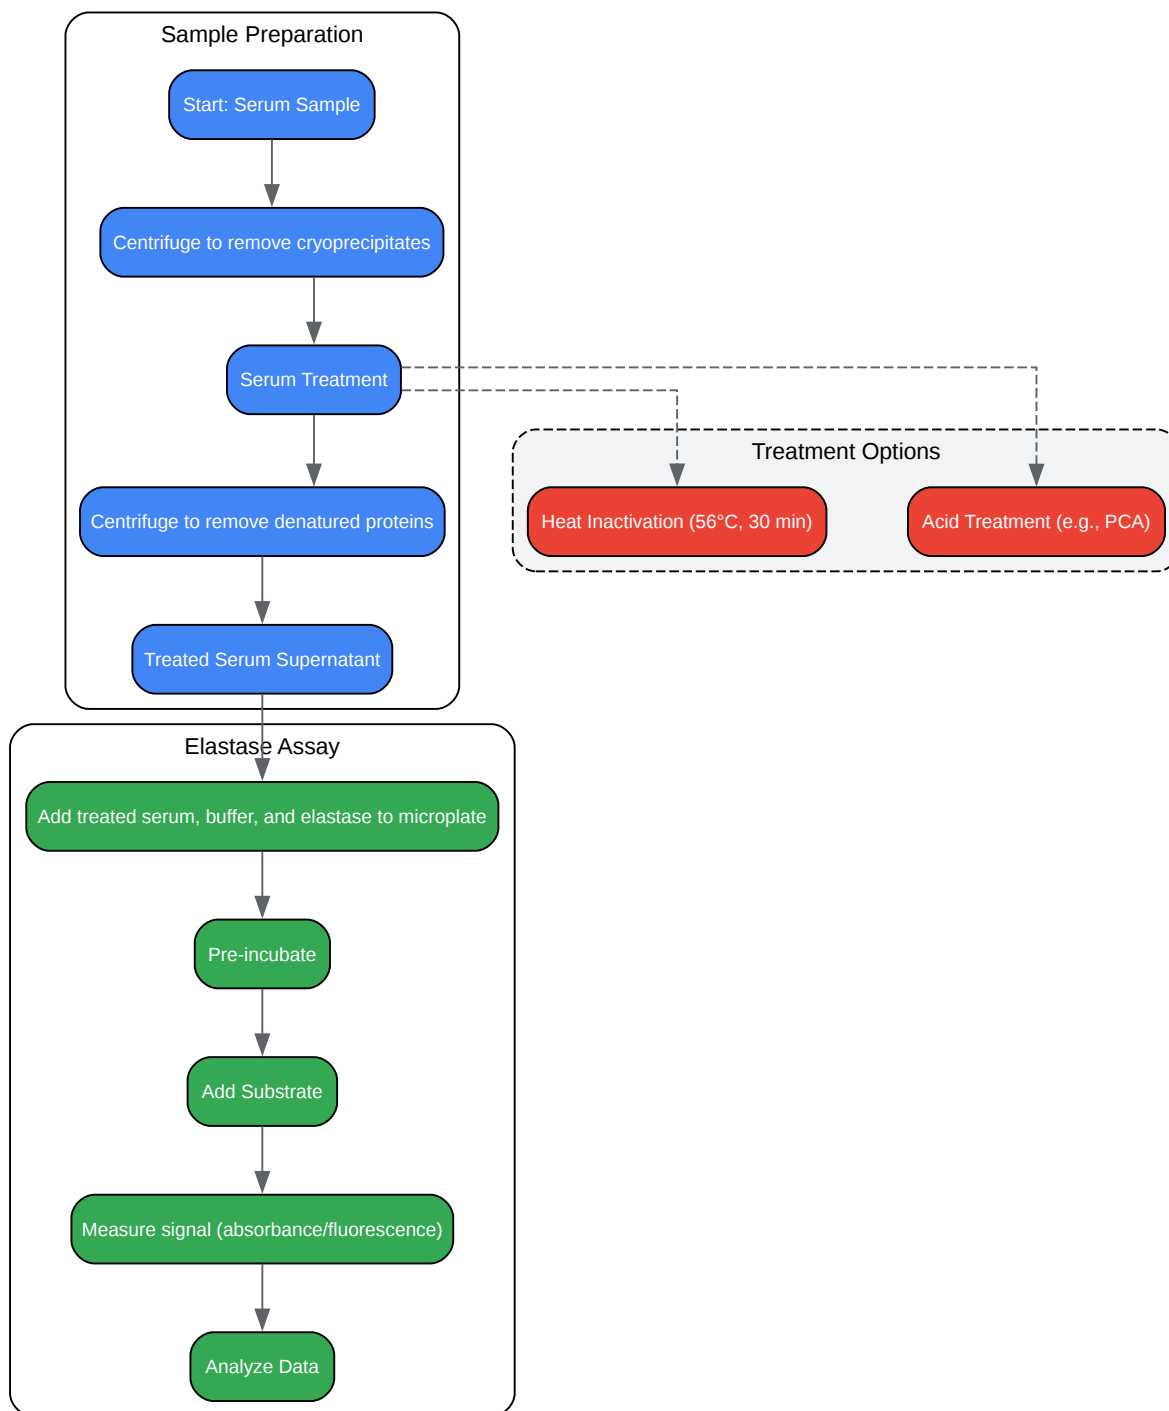 Sample Preparation
Start: Serum Sample
Centrifuge to remove cryoprecipitates
Serum Treatment
Centrifuge to remove denatured proteins
Treated Serum Supernatant
Treatment Options
Heat Inactivation (56°C, 30 min)
Acid Treatment (e.g., PCA)
Elastase Assay
Add treated serum, buffer, and elastase to microplate
Pre-incubate
Add Substrate
Measure signal (absorbance/fluorescence)
Analyze Data